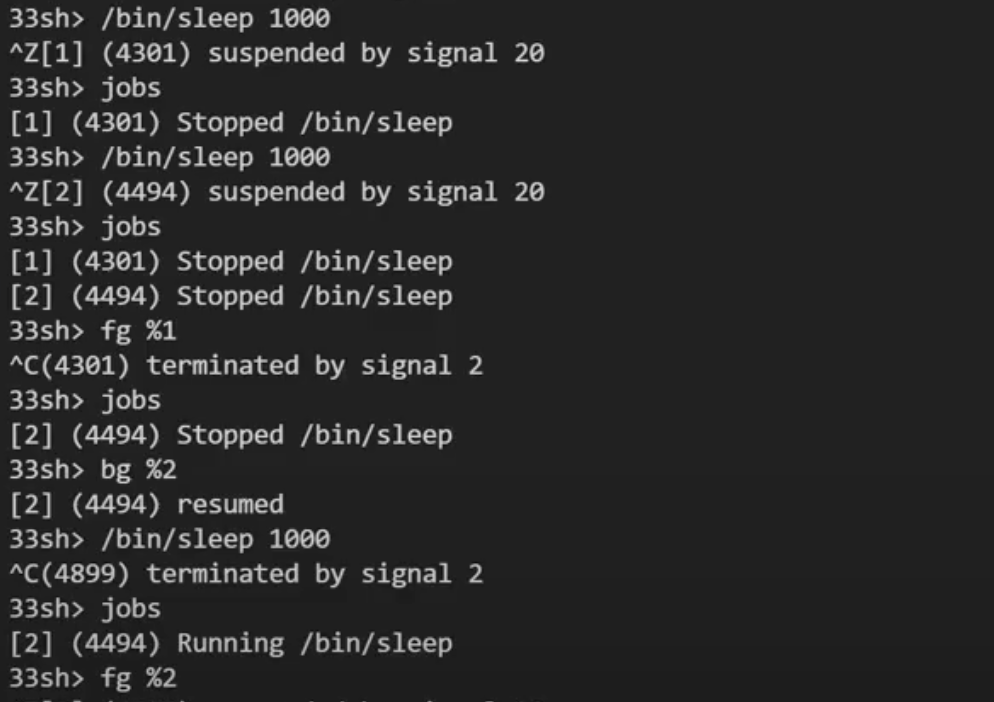 33sh> /bin/sleep 1000
^Z[1] (4301) suspended by signal 20
33sh> jobs
[1] (4301) Stopped /bin/sleep
33sh> /bin/sleep 1000
^Z[2] (4494) suspended by signal 20
33sh> jobs
[1] (4301) Stopped /bin/sleep
[2] (4494) Stopped /bin/sleep
33sh> fg %1
^C(4301) terminated by signal 2
33sh> jobs
[2] (4494) Stopped /bin/sleep
33sh> bg %2
[2] (4494) resumed
33sh> /bin/sleep 1000
^C(4899) terminated by signal 2
33sh> jobs
[2] (4494) Running /bin/sleep
33sh> fg %2